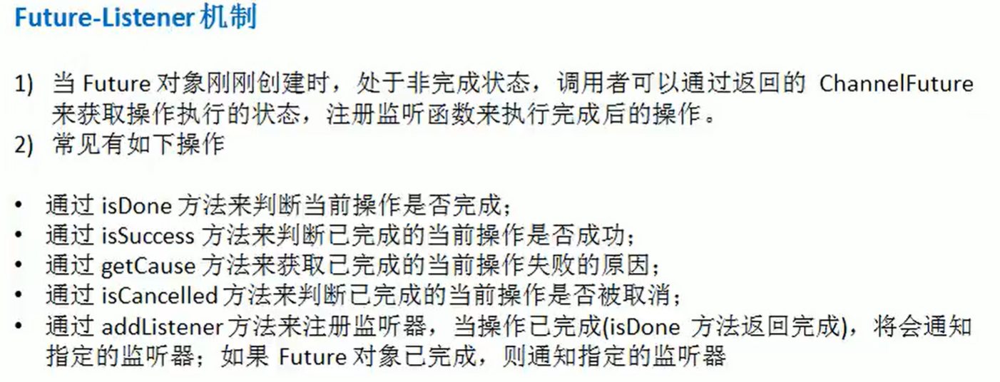 Future-Listener 机制
1) 当 Future 对象刚刚创建时，处于非完成状态，调用者可以通过返回的 ChannelFuture
来获取操作执行的状态，注册监听函数来执行完成后的操作。
2) 常见有如下操作
• 通过 isDone 方法来判断当前操作是否完成；
• 通过 isSuccess 方法来判断已完成的当前操作是否成功；
• 通过 getCause 方法来获取已完成的当前操作失败的原因；
• 通过 isCancelled 方法来判断已完成的当前操作是否被取消；
• 通过 addListener 方法来注册监听器，当操作已完成(isDone 方法返回完成)，将会通知
指定的监听器；如果 Future 对象已完成，则通知指定的监听器